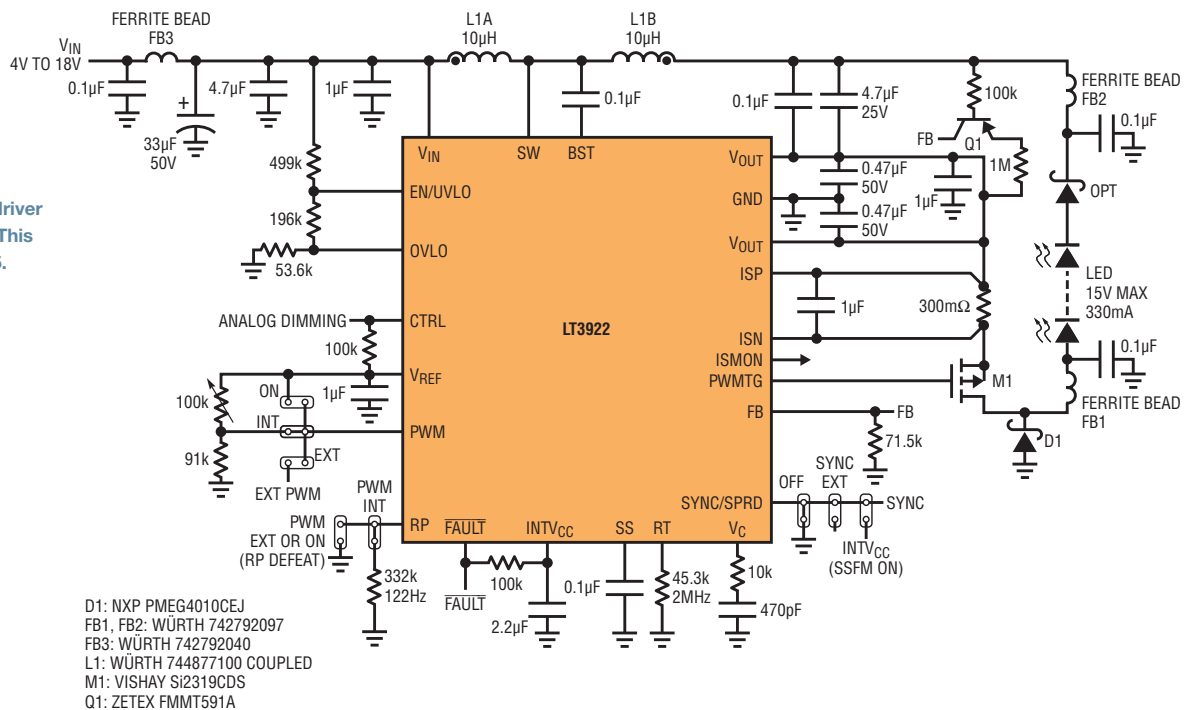 FERRITE BEAD
FB3
VIN
4V TO 18V
0.1µF
+
33µF
50V
4.7µF
1µF
L1A
10µH
L1B
10µH
0.1µF
0.1µF
4.7µF
25V
100k
FB
Q1
1M
FERRITE BEAD
FB2
0.1µF
499k
196k
53.6k
driver
This
VIN
SW
BST
VOUT
EN/UVLO
GND
OVLO
VOUT
ISP
0.47µF
50V
0.47µF
50V
1µF
OPT
ANALOG DIMMING
CTRL
100k
LT3922
1µF
300mΩ
LED
15V MAX
330mA
ISN
ISMON
PWMTG
M1
0.1µF
FERRITE BEAD
FB1
VREF
1µF
100k
ON
INT
PWM
91k
EXT
EXT PWM
FB
FB
71.5k
D1
PWM
INT
PWM
EXT OR ON
(RP DEFEAT)
RP
FAULT
INTVCC
SS
RT
VC
SYNC/SPRD
OFF
SYNC
EXT
SYNC
INTVCC
(SSFM ON)
332k
122Hz
100k
FAULT
2.2µF
0.1µF
45.3k
2MHz
10k
470pF
D1: NXP PMEG4010CEJ
FB1, FB2: WÜRTH 742792097
FB3: WÜRTH 742792040
L1: WÜRTH 744877100 COUPLED
M1: VISHAY Si2319CDS
Q1: ZETEX FMMT591A